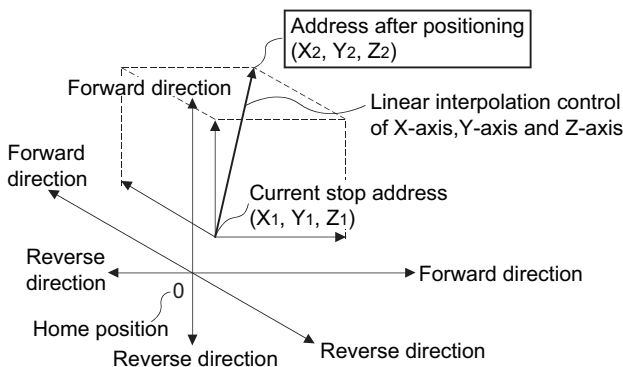 Address after positioning
(X2, Y2, Z2)
Forward direction
Linear interpolation control
of X-axis,Y-axis and Z-axis
Forward
direction
Current stop address
(X1, Y1, Z1)
Reverse
direction
Forward direction
0
Home position
Reverse direction
Reverse direction